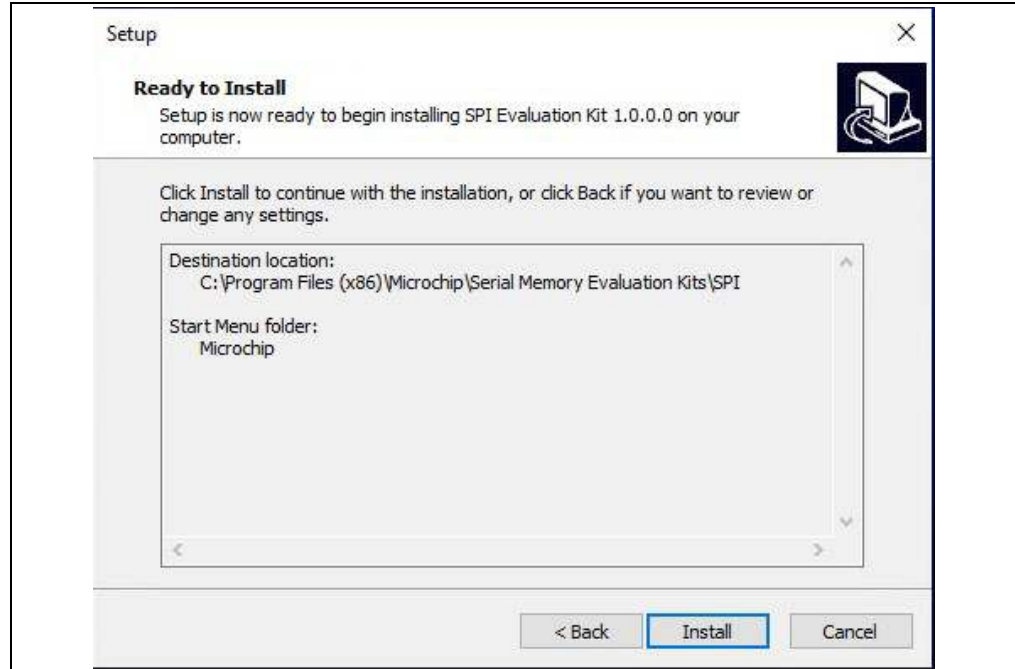 Setup
Ready to Install
Setup is now ready to begin installing SPI Evaluation Kit 1.0.0.0 on your
computer.
Click Install to continue with the installation, or click Back if you want to review or
change any settings.
Destination location:
C:\Program Files (x86)\Microchip\Serial Memory Evaluation Kits\SPI
Start Menu folder:
Microchip
< Back Install Cancel